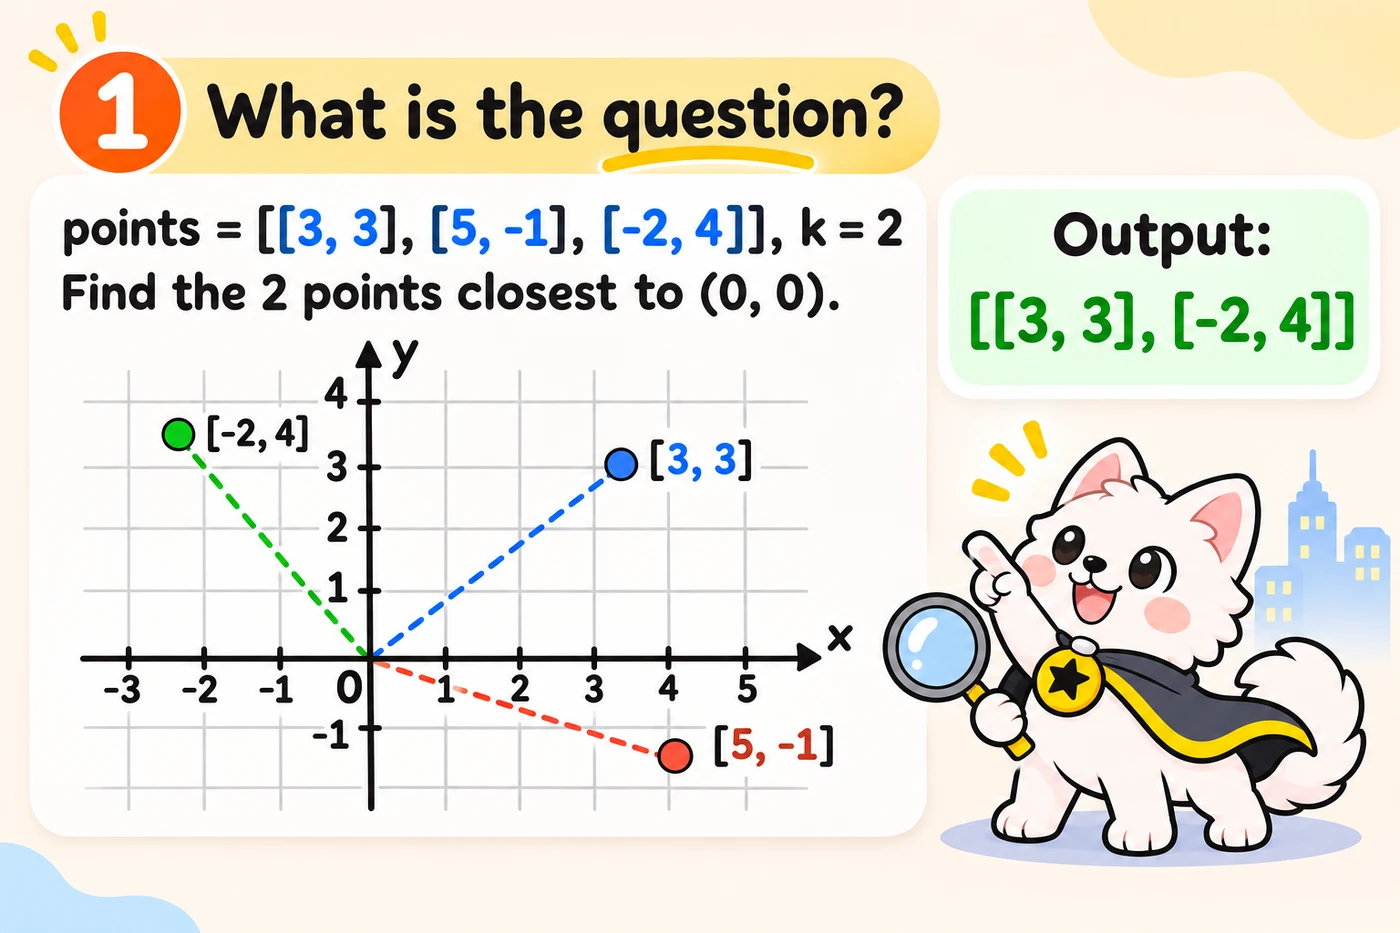 1
What is the question?
points = [[3, 3], [5, -1], [-2, 4]], k = 2
Find the 2 points closest to (0, 0).
Output:
[[3, 3], [-2, 4]]
y
4
[-2, 4]
[3, 3]
3
2
1
x
-3 -2 -1 0 1 2 3 4 5
-1
[5, -1]